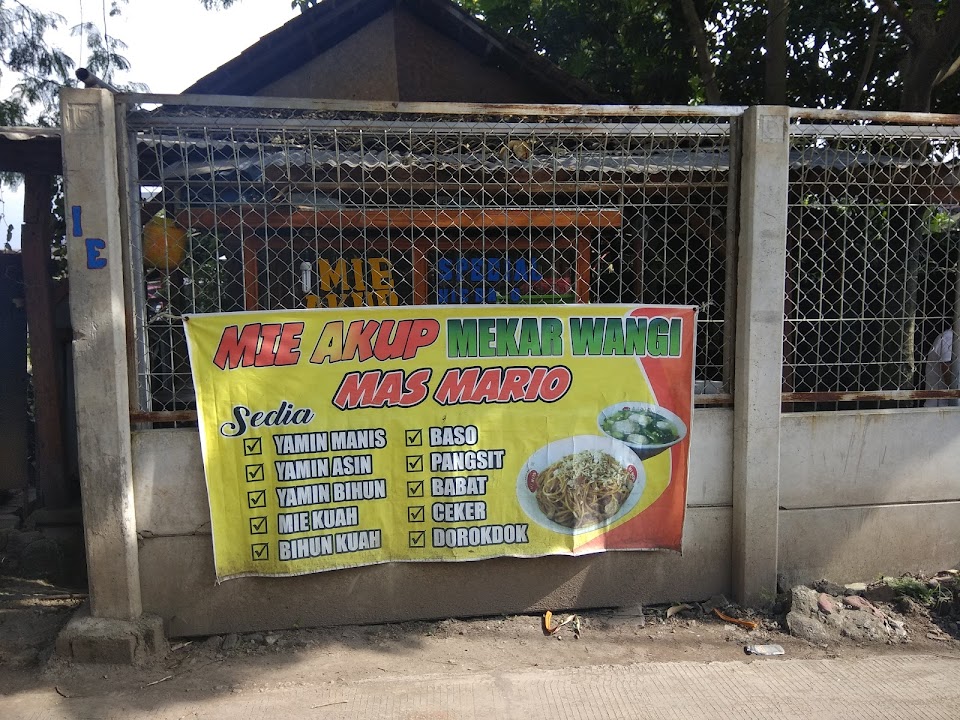 I
E
MIE
AKUP
SPESIAL
MIE AKUP MEKAR WANGI
MAS MARIO
Sedia
YAMIN MANIS
YAMIN ASIN
YAMIN BIHUN
MIE KUAH
BIHUN KUAH
BASO
PANGSIT
BABAT
CEKER
DOROKDOK